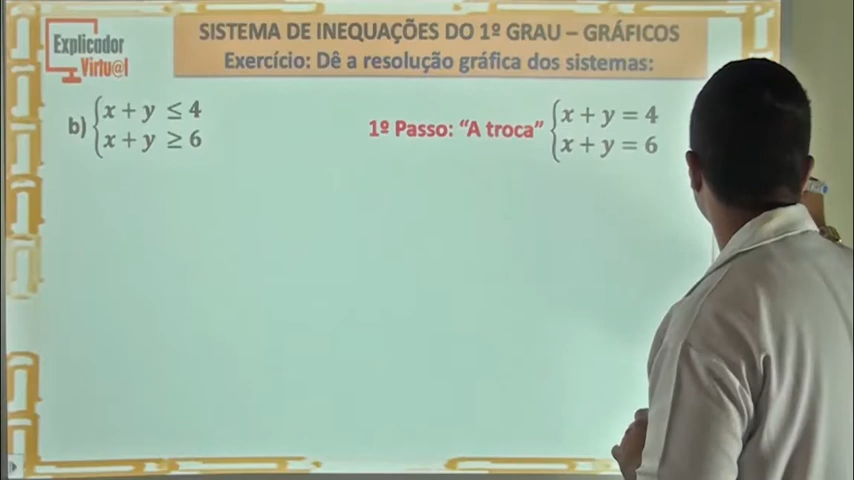 Explicador
Virtu@l
SISTEMA DE INEQUAÇÕES DO 1º GRAU – GRÁFICOS
Exercício: Dê a resolução gráfica dos sistemas:
b) { x + y ≤ 4
x + y ≥ 6
1º Passo: “A troca” { x + y = 4
x + y = 6